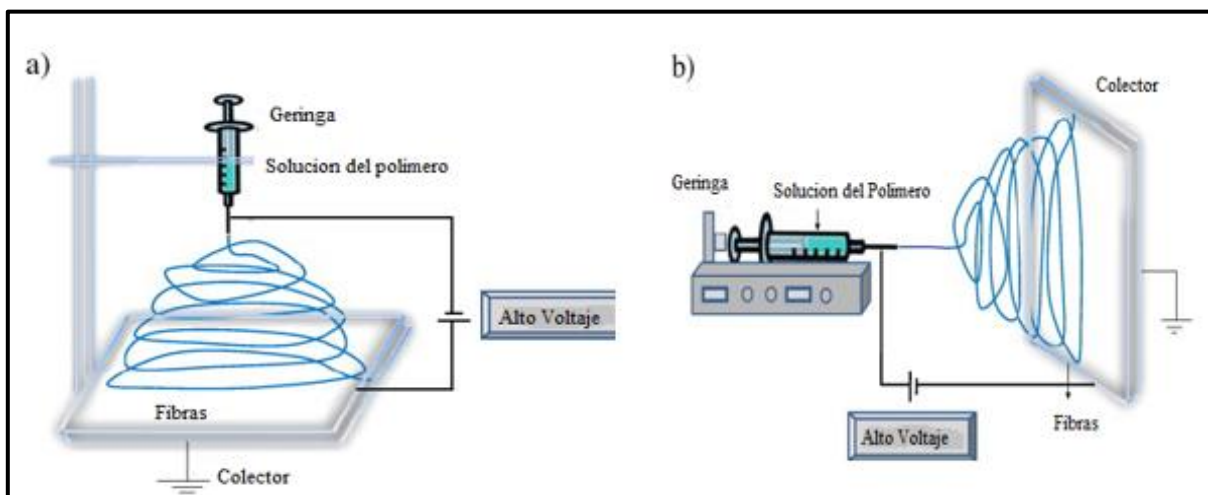 a)
Geringa
Solucion del polimero
Alto Voltaje
Fibras
Colector
b)
Colector
Geringa
Solucion del Polimero
Alto Voltaje
Fibras